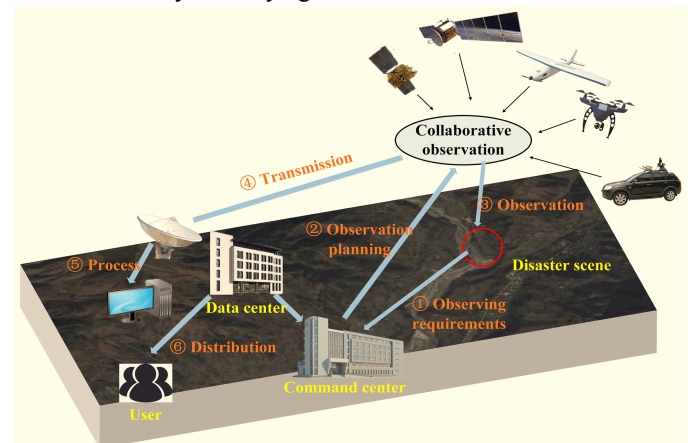 Collaborative
observation
④ Transmission
② Observation
planning
③ Observation
⑤ Process
Disaster scene
Data center
① Observing
requirements
⑥ Distribution
Command center
User